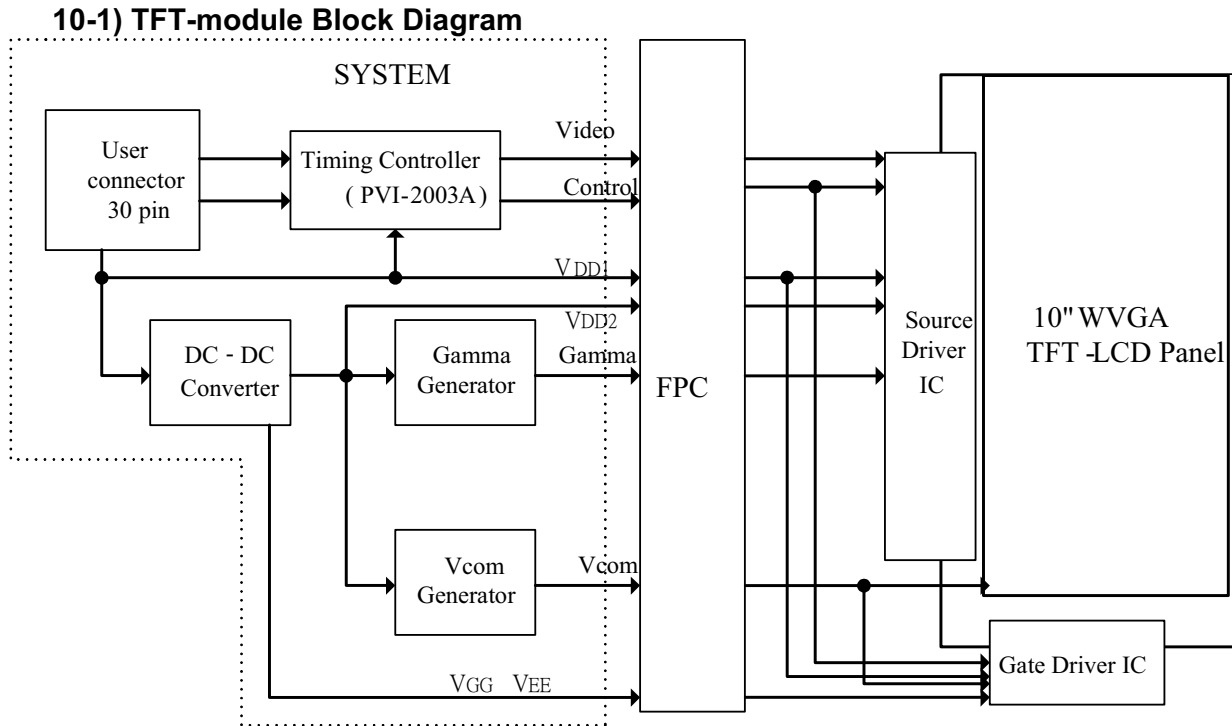 10-1) TFT-module Block Diagram
SYSTEM
User
connector
30 pin
Timing Controller
( PVI-2003A )
Video
Control
VDD1
VDD2
DC - DC
Converter
Gamma
Generator
Gamma
FPC
Source
Driver
IC
10" WVGA
TFT -LCD Panel
Vcom
Generator
Vcom
VGG VEE
Gate Driver IC